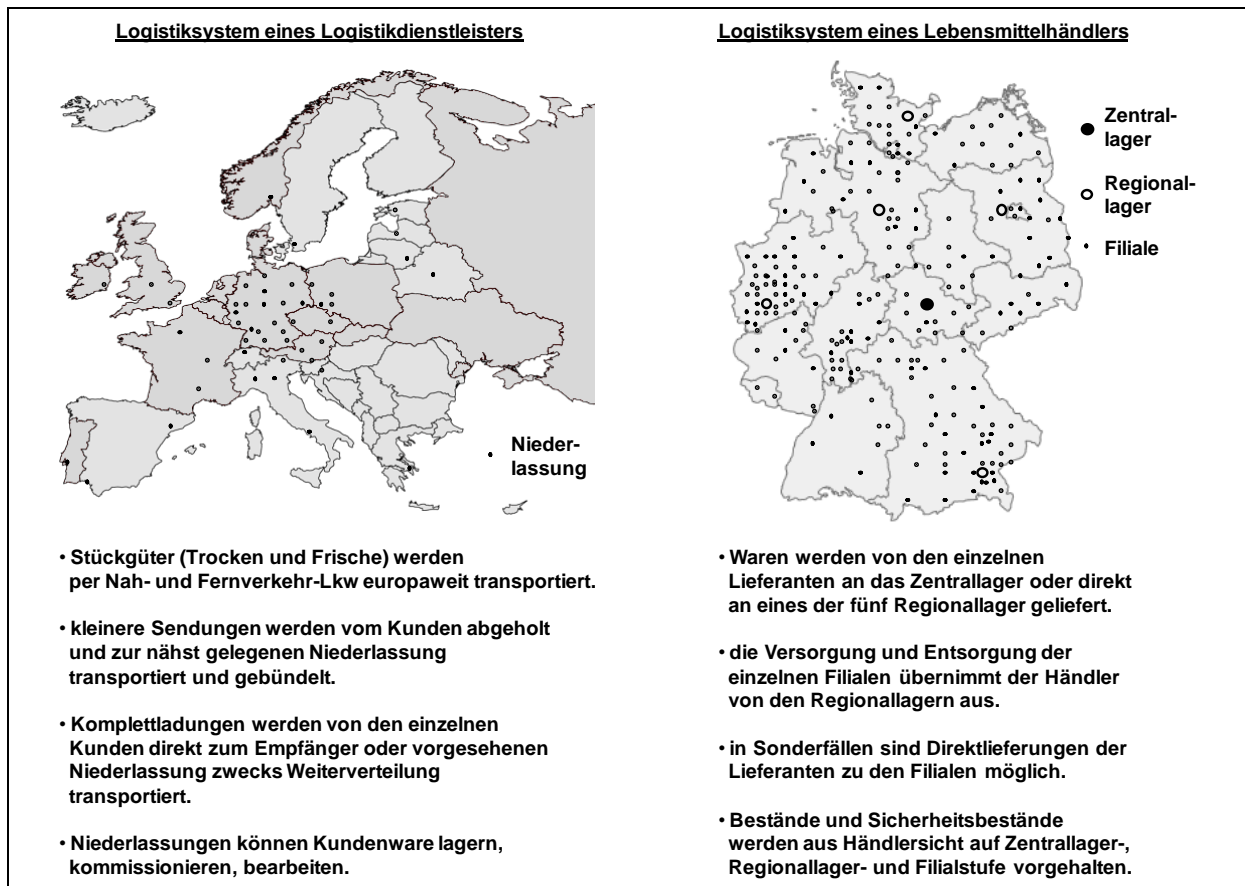 Logistiksystem eines Logistikdienstleisters
Nieder-
lassung
• Stückgüter (Trocken und Frische) werden
per Nah- und Fernverkehr-Lkw europaweit transportiert.
• kleinere Sendungen werden vom Kunden abgeholt
und zur nähst gelegenen Niederlassung
transportiert und gebündelt.
• Komplettladungen werden von den einzelnen
Kunden direkt zum Empfänger oder vorgesehenen
Niederlassung zwecks Weiterverteilung
transportiert.
• Niederlassungen können Kundenware lagern,
kommissionieren, bearbeiten.
Logistiksystem eines Lebensmittelhändlers
Zentral-
lager
Regional-
lager
Filiale
• Waren werden von den einzelnen
Lieferanten an das Zentrallager oder direkt
an eines der fünf Regionallager geliefert.
• die Versorgung und Entsorgung der
einzelnen Filialen übernimmt der Händler
von den Regionallagern aus.
• in Sonderfällen sind Direktlieferungen der
Lieferanten zu den Filialen möglich.
• Bestände und Sicherheitsbestände
werden aus Händlersicht auf Zentrallager-,
Regionallager- und Filialstufe vorgehalten.